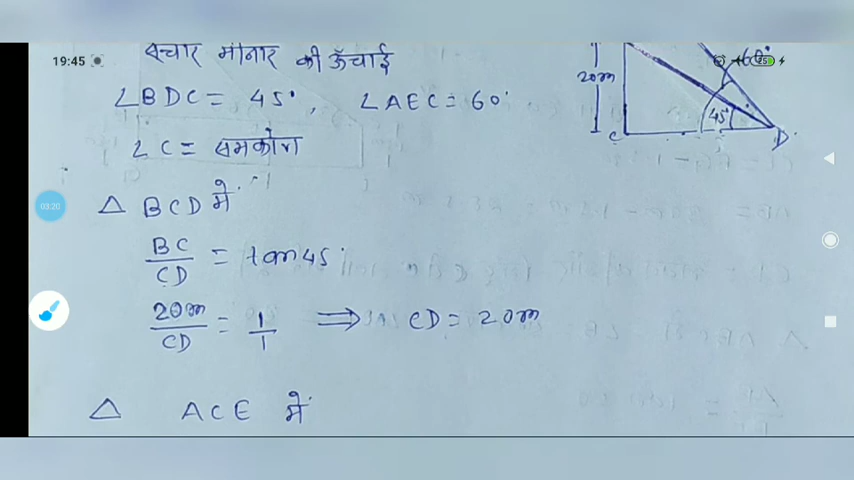 19:45
संचार मीनार की ऊँचाई
∠BDC = 45°, ∠AEC = 60°
∠C = समकोण
△ BCD में
BC/CD = tan45°
20m/CD = 1/1 ⟹ CD = 20m
△ ACE में
20m
60°
45°
C
D
03:20
25